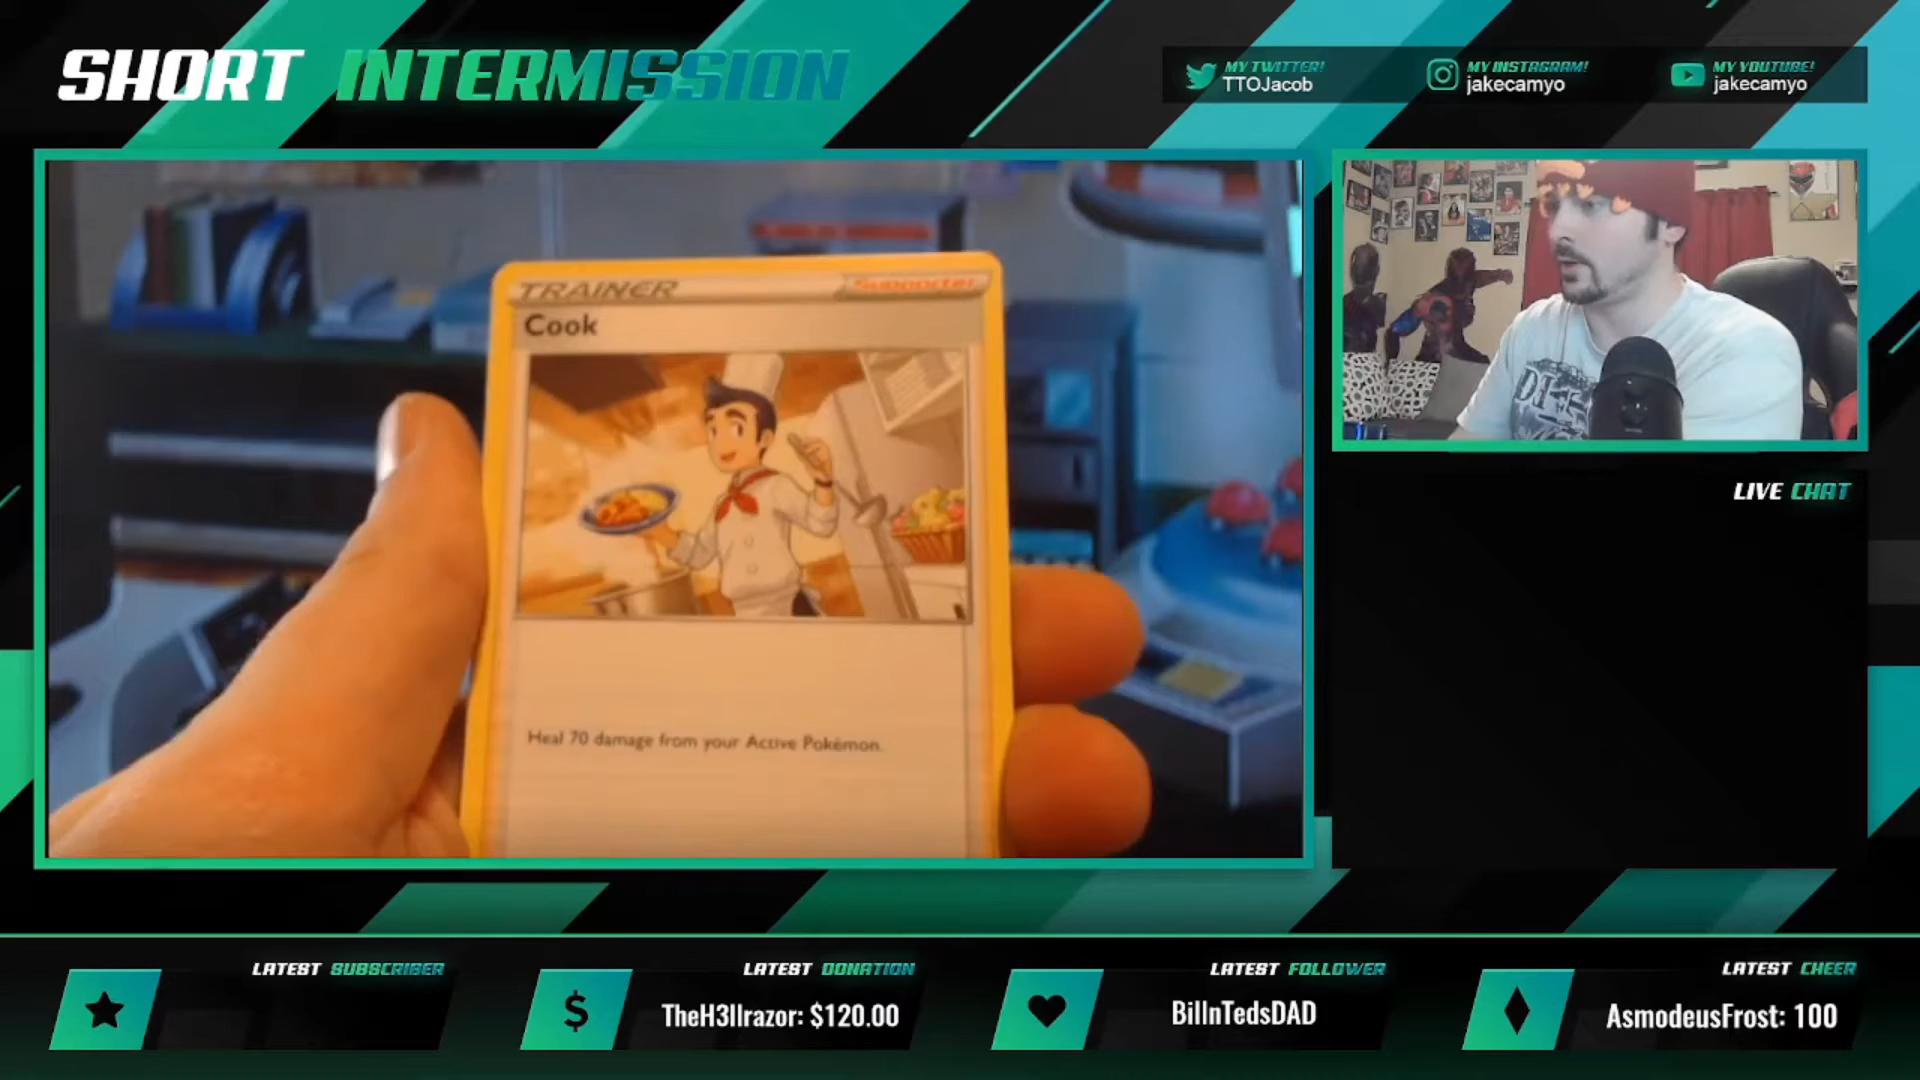 SHORT INTERMISSION
MY TWITTER!
TTOJacob
MY INSTAGRAM!
jakecamyo
MY YOUTUBE!
jakecamyo
TRAINER
Supporter
Cook
Heal 70 damage from your Active Pokémon.
LIVE CHAT
LATEST SUBSCRIBER
LATEST DONATION
TheH3llrazor: $120.00
LATEST FOLLOWER
BillnTedsDAD
LATEST CHEER
AsmodeusFrost: 100